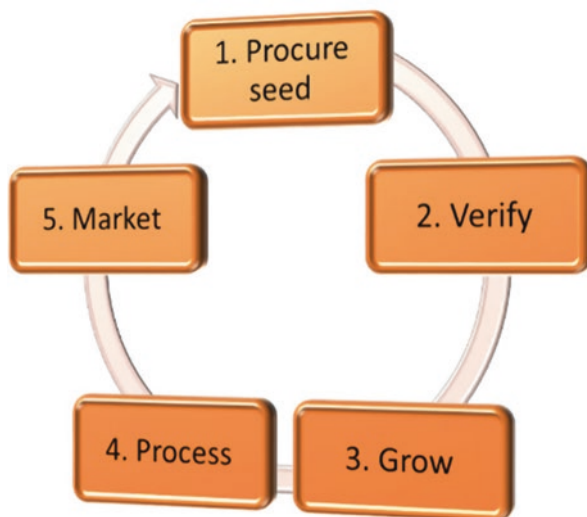 1. Procure
seed
2. Verify
3. Grow
4. Process
5. Market